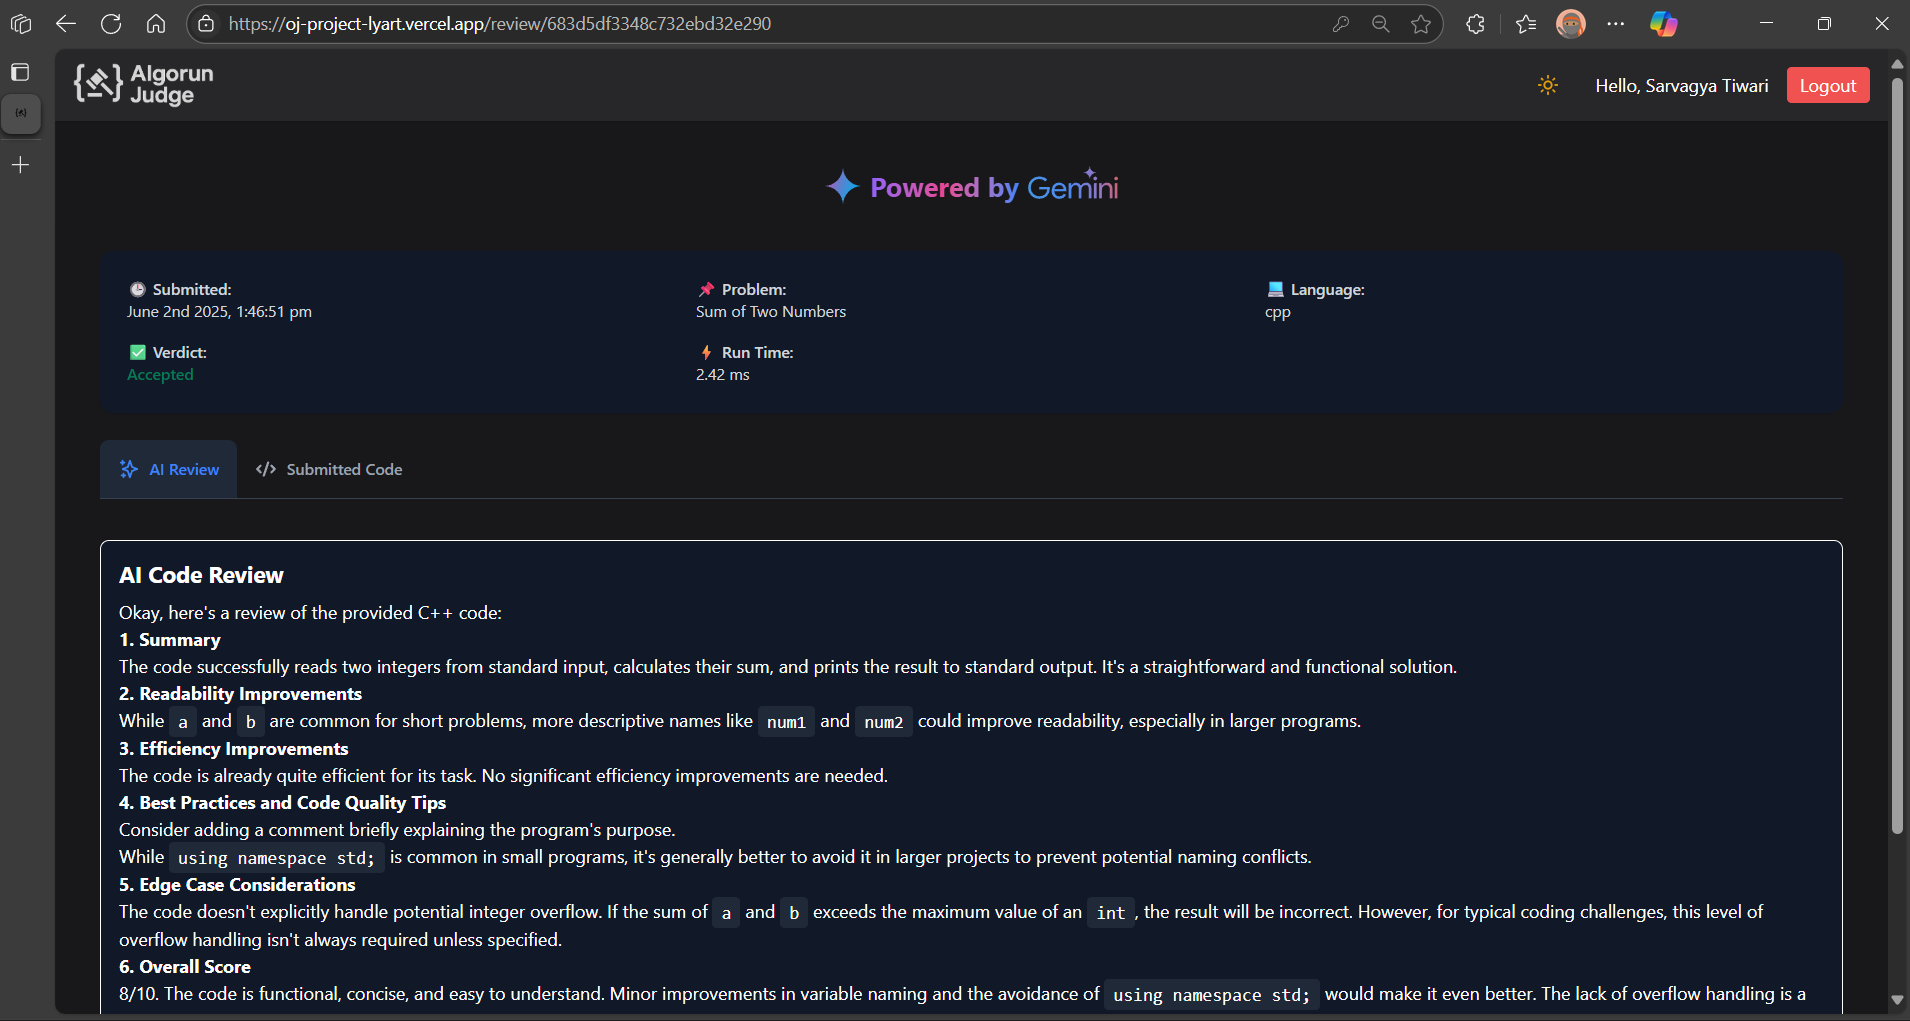 https://oj-project-lyart.vercel.app/review/683d5df3348c732ebd32e290
Algorun
Judge
Hello, Sarvagya Tiwari
Logout
Powered by Gemini
Submitted:
June 2nd 2025, 1:46:51 pm
Problem:
Sum of Two Numbers
Language:
cpp
Verdict:
Accepted
Run Time:
2.42 ms
AI Review
</> Submitted Code
AI Code Review
Okay, here's a review of the provided C++ code:
1. Summary
The code successfully reads two integers from standard input, calculates their sum, and prints the result to standard output. It's a straightforward and functional solution.
2. Readability Improvements
While a and b are common for short problems, more descriptive names like num1 and num2 could improve readability, especially in larger programs.
3. Efficiency Improvements
The code is already quite efficient for its task. No significant efficiency improvements are needed.
4. Best Practices and Code Quality Tips
Consider adding a comment briefly explaining the program's purpose.
While using namespace std; is common in small programs, it's generally better to avoid it in larger projects to prevent potential naming conflicts.
5. Edge Case Considerations
The code doesn't explicitly handle potential integer overflow. If the sum of a and b exceeds the maximum value of an int , the result will be incorrect. However, for typical coding challenges, this level of
overflow handling isn't always required unless specified.
6. Overall Score
8/10. The code is functional, concise, and easy to understand. Minor improvements in variable naming and the avoidance of using namespace std; would make it even better. The lack of overflow handling is a